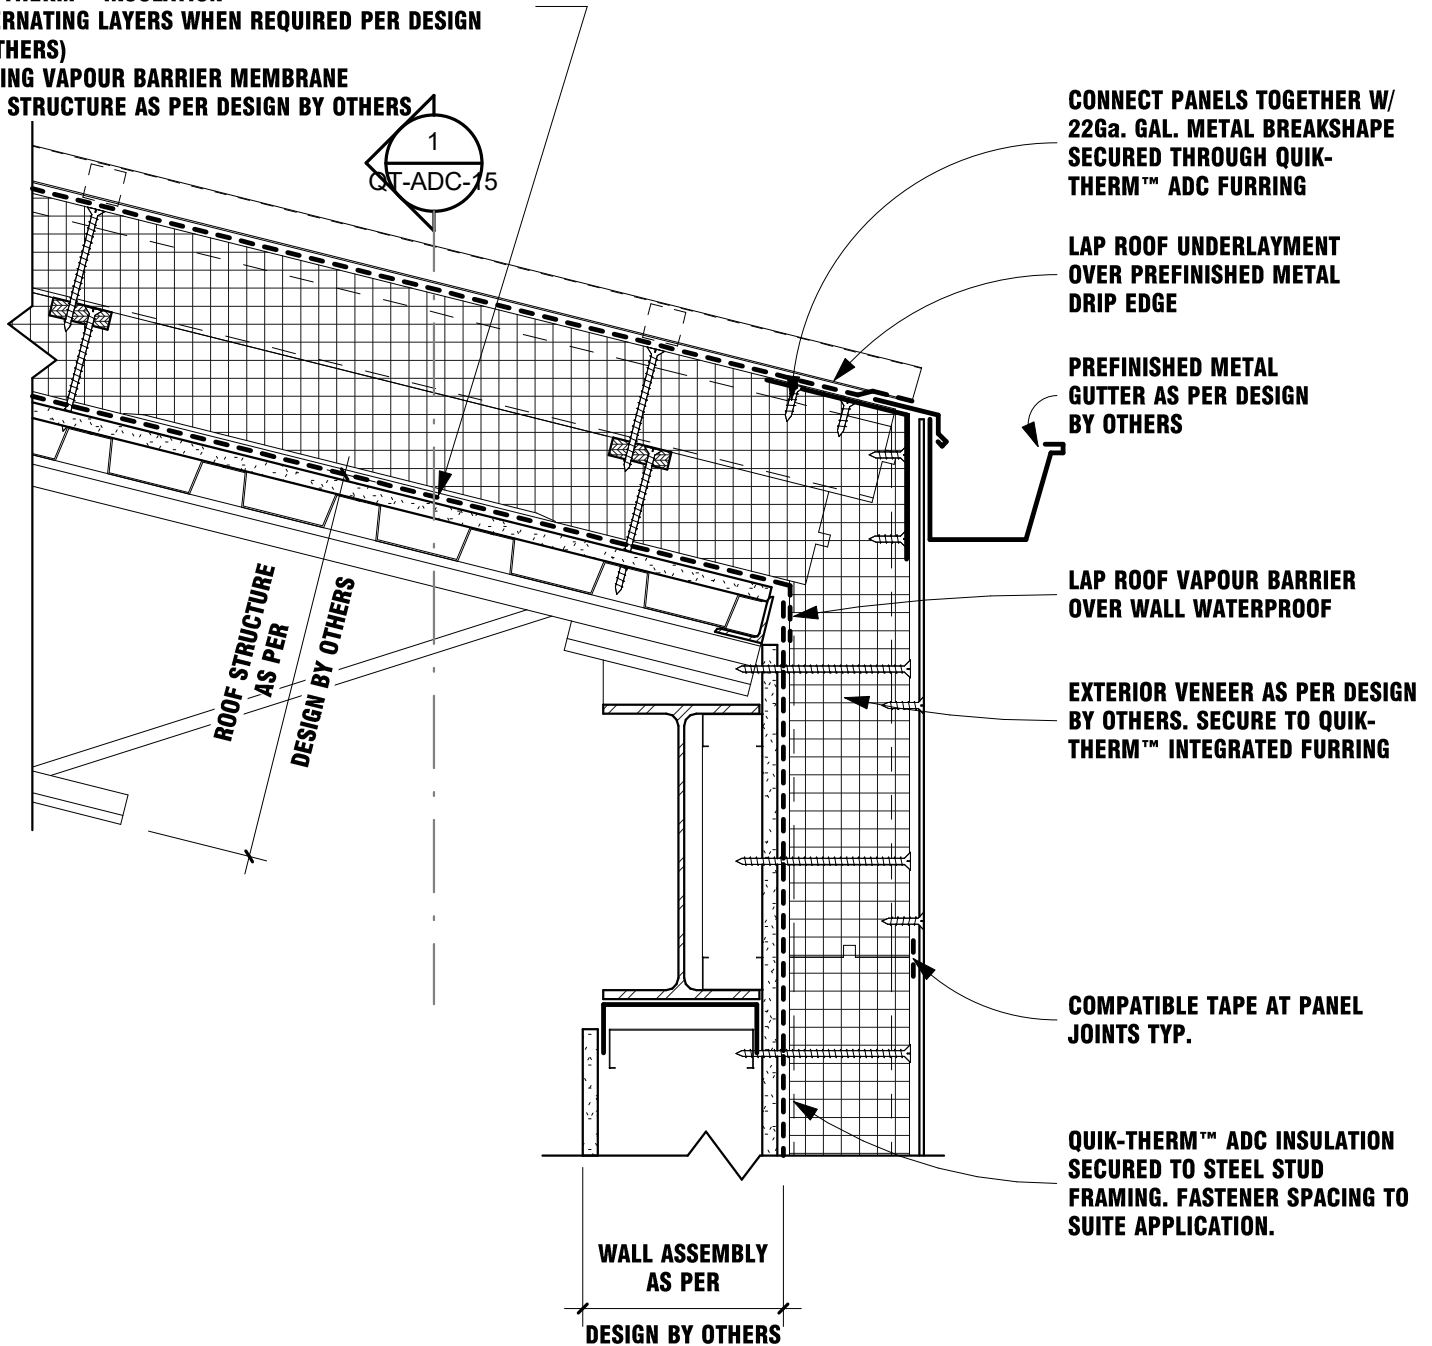 ERNATING LAYERS WHEN REQUIRED PER DESIGN
THERS)
ING VAPOUR BARRIER MEMBRANE
STRUCTURE AS PER DESIGN BY OTHERS
1
QT-ADC-15
CONNECT PANELS TOGETHER W/
22Ga. GAL. METAL BREAKSHAPE
SECURED THROUGH QUIK-
THERM™ ADC FURRING
LAP ROOF UNDERLAYMENT
OVER PREFINISHED METAL
DRIP EDGE
PREFINISHED METAL
GUTTER AS PER DESIGN
BY OTHERS
LAP ROOF VAPOUR BARRIER
OVER WALL WATERPROOF
EXTERIOR VENEER AS PER DESIGN
BY OTHERS. SECURE TO QUIK-
THERM™ INTEGRATED FURRING
COMPATIBLE TAPE AT PANEL
JOINTS TYP.
QUIK-THERM™ ADC INSULATION
SECURED TO STEEL STUD
FRAMING. FASTENER SPACING TO
SUITE APPLICATION.
ROOF STRUCTURE
AS PER
DESIGN BY OTHERS
WALL ASSEMBLY
AS PER
DESIGN BY OTHERS